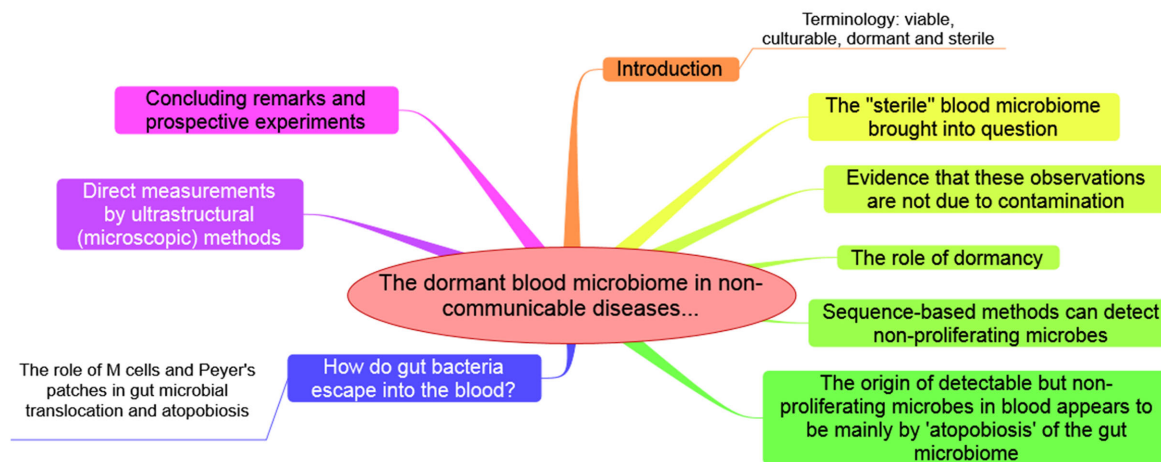 Terminology: viable,
culturable, dormant and sterile
Introduction
The "sterile" blood microbiome
brought into question
Evidence that these observations
are not due to contamination
The role of dormancy
Sequence-based methods can detect
non-proliferating microbes
The origin of detectable but non-
proliferating microbes in blood appears to
be mainly by 'atopobiosis' of the gut
microbiome
How do gut bacteria
escape into the blood?
The role of M cells and Peyer's
patches in gut microbial
translocation and atopobiosis
Direct measurements
by ultrastructural
(microscopic) methods
Concluding remarks and
prospective experiments
The dormant blood microbiome in non-
communicable diseases...